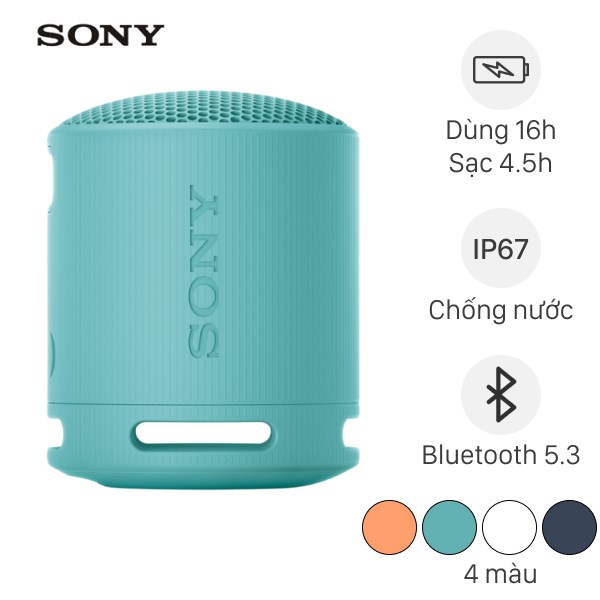 SONY
SONY
Dùng 16h
Sạc 4.5h
IP67
Chống nước
Bluetooth 5.3
4 màu